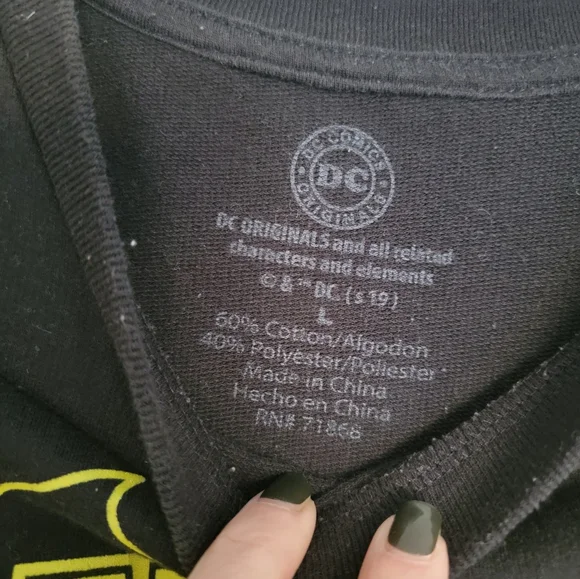 DC COMICS
DC
ORIGINALS
DC ORIGINALS and all related
characters and elements
© & ™ DC. (s19)
L
60% Cotton/Algodon
40% Polyester/Poliester
Made in China
Hecho en China
RN# 71868